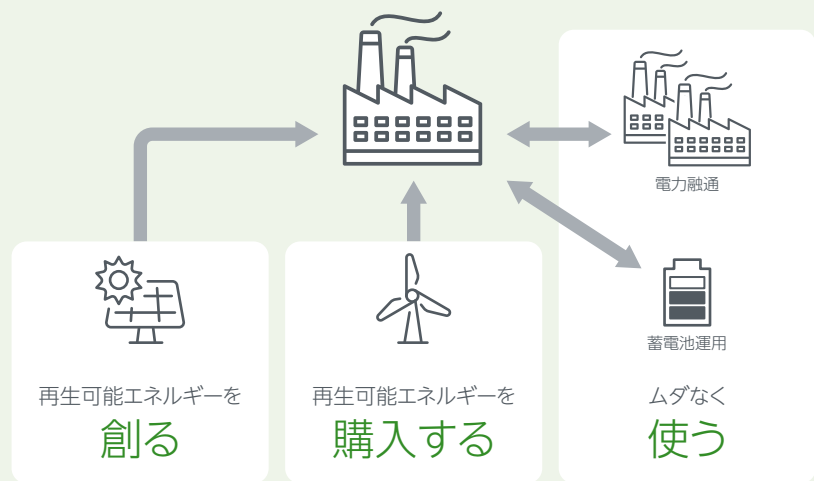 電力融通
蓄電池運用
再生可能エネルギーを
創る
再生可能エネルギーを
購入する
ムダなく
使う